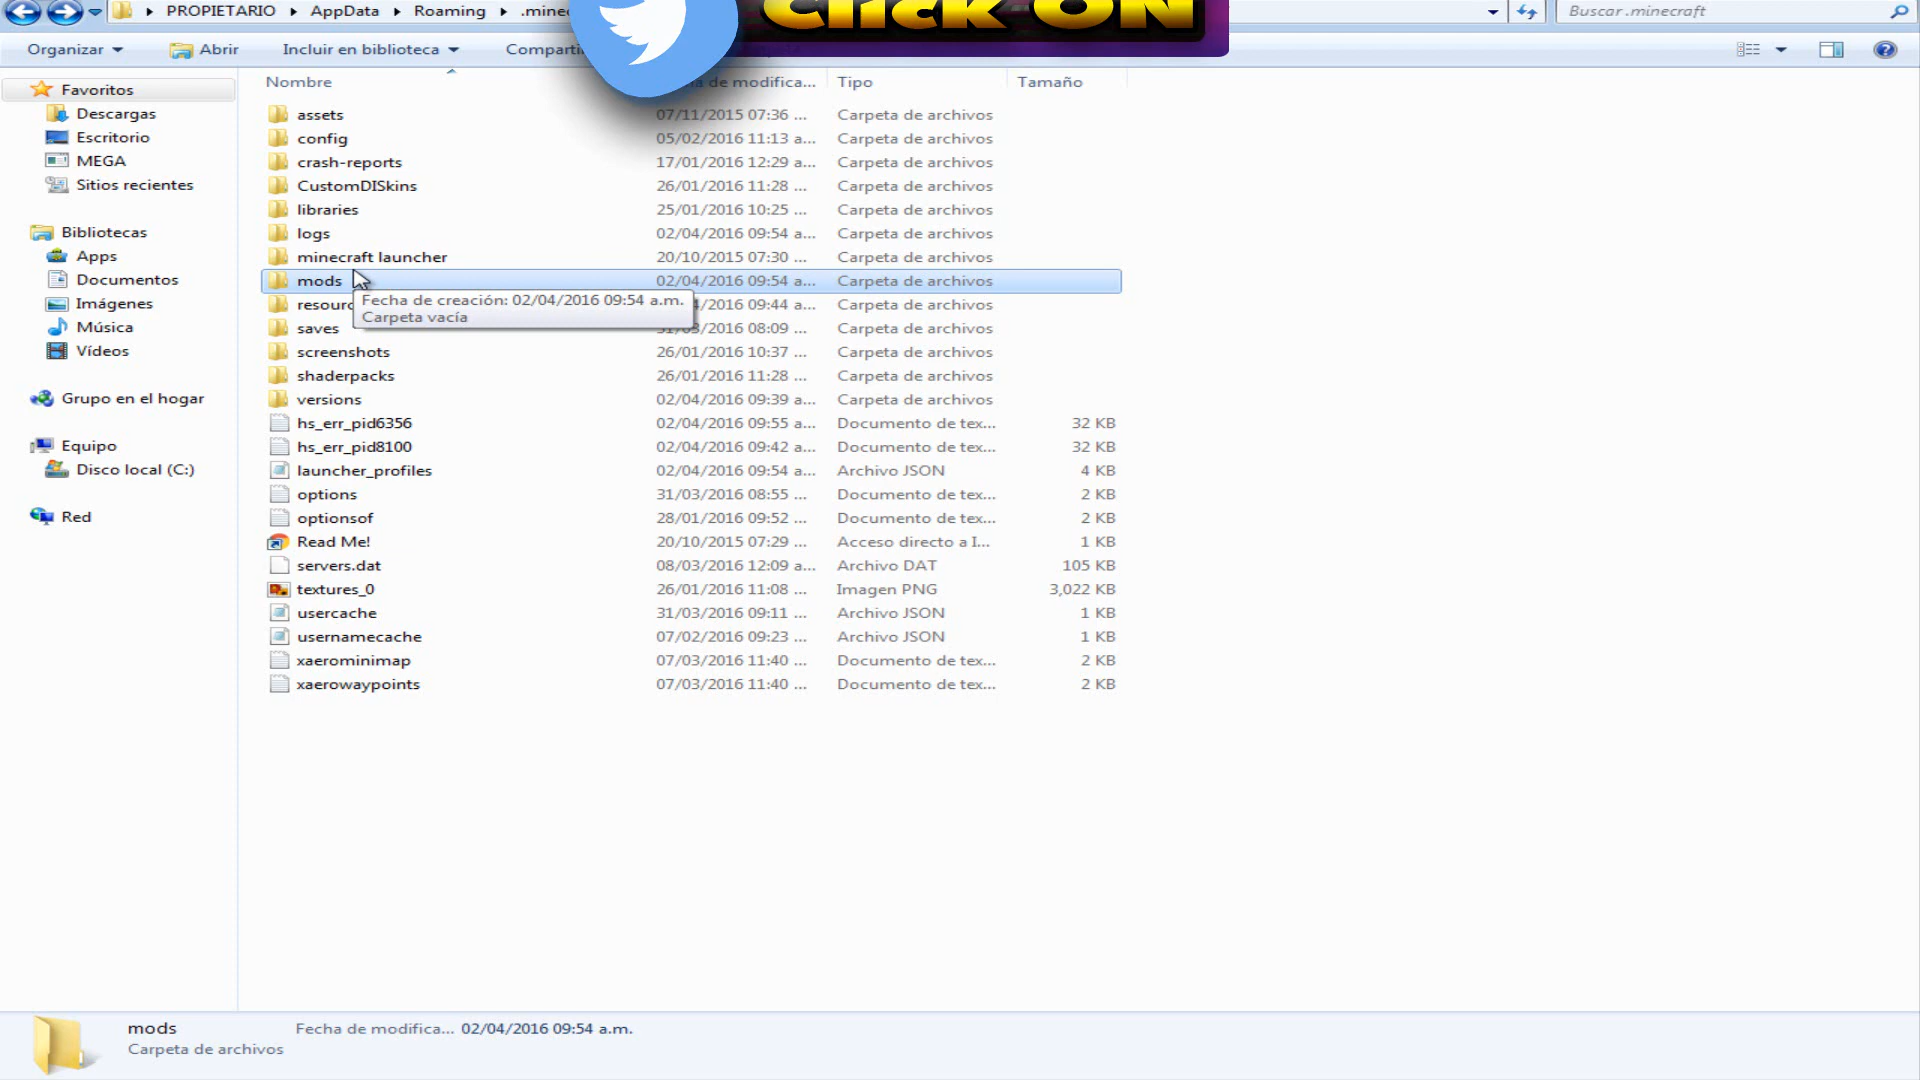 PROPIETARIO AppData Roaming .minec
Click ON
Buscar .minecraft
Organizar Abrir Incluir en biblioteca Comparti
Nombre de modifica... Tipo Tamaño
Favoritos
Descargas
Escritorio
MEGA
Sitios recientes
Bibliotecas
Apps
Documentos
Imágenes
Música
Vídeos
Grupo en el hogar
Equipo
Disco local (C:)
Red
assets 07/11/2015 07:36 ... Carpeta de archivos
config 05/02/2016 11:13 a... Carpeta de archivos
crash-reports 17/01/2016 12:29 a... Carpeta de archivos
CustomDISkins 26/01/2016 11:28 ... Carpeta de archivos
libraries 25/01/2016 10:25 ... Carpeta de archivos
logs 02/04/2016 09:54 a... Carpeta de archivos
minecraft launcher 20/10/2015 07:30 ... Carpeta de archivos
mods 02/04/2016 09:54 a... Carpeta de archivos
resourc 4/2016 09:44 a... Carpeta de archivos
Fecha de creación: 02/04/2016 09:54 a.m.
Carpeta vacía
saves 31/03/2016 08:09 ... Carpeta de archivos
screenshots 26/01/2016 10:37 ... Carpeta de archivos
shaderpacks 26/01/2016 11:28 ... Carpeta de archivos
versions 02/04/2016 09:39 a... Carpeta de archivos
hs_err_pid6356 02/04/2016 09:55 a... Documento de tex... 32 KB
hs_err_pid8100 02/04/2016 09:42 a... Documento de tex... 32 KB
launcher_profiles 02/04/2016 09:54 a... Archivo JSON 4 KB
options 31/03/2016 08:55 ... Documento de tex... 2 KB
optionsof 28/01/2016 09:52 ... Documento de tex... 2 KB
Read Me! 20/10/2015 07:29 ... Acceso directo a I... 1 KB
servers.dat 08/03/2016 12:09 a... Archivo DAT 105 KB
textures_0 26/01/2016 11:08 ... Imagen PNG 3,022 KB
usercache 31/03/2016 09:11 ... Archivo JSON 1 KB
usernamecache 07/02/2016 09:23 ... Archivo JSON 1 KB
xaerominimap 07/03/2016 11:40 ... Documento de tex... 2 KB
xaerowaypoints 07/03/2016 11:40 ... Documento de tex... 2 KB
mods Fecha de modifica... 02/04/2016 09:54 a.m.
Carpeta de archivos